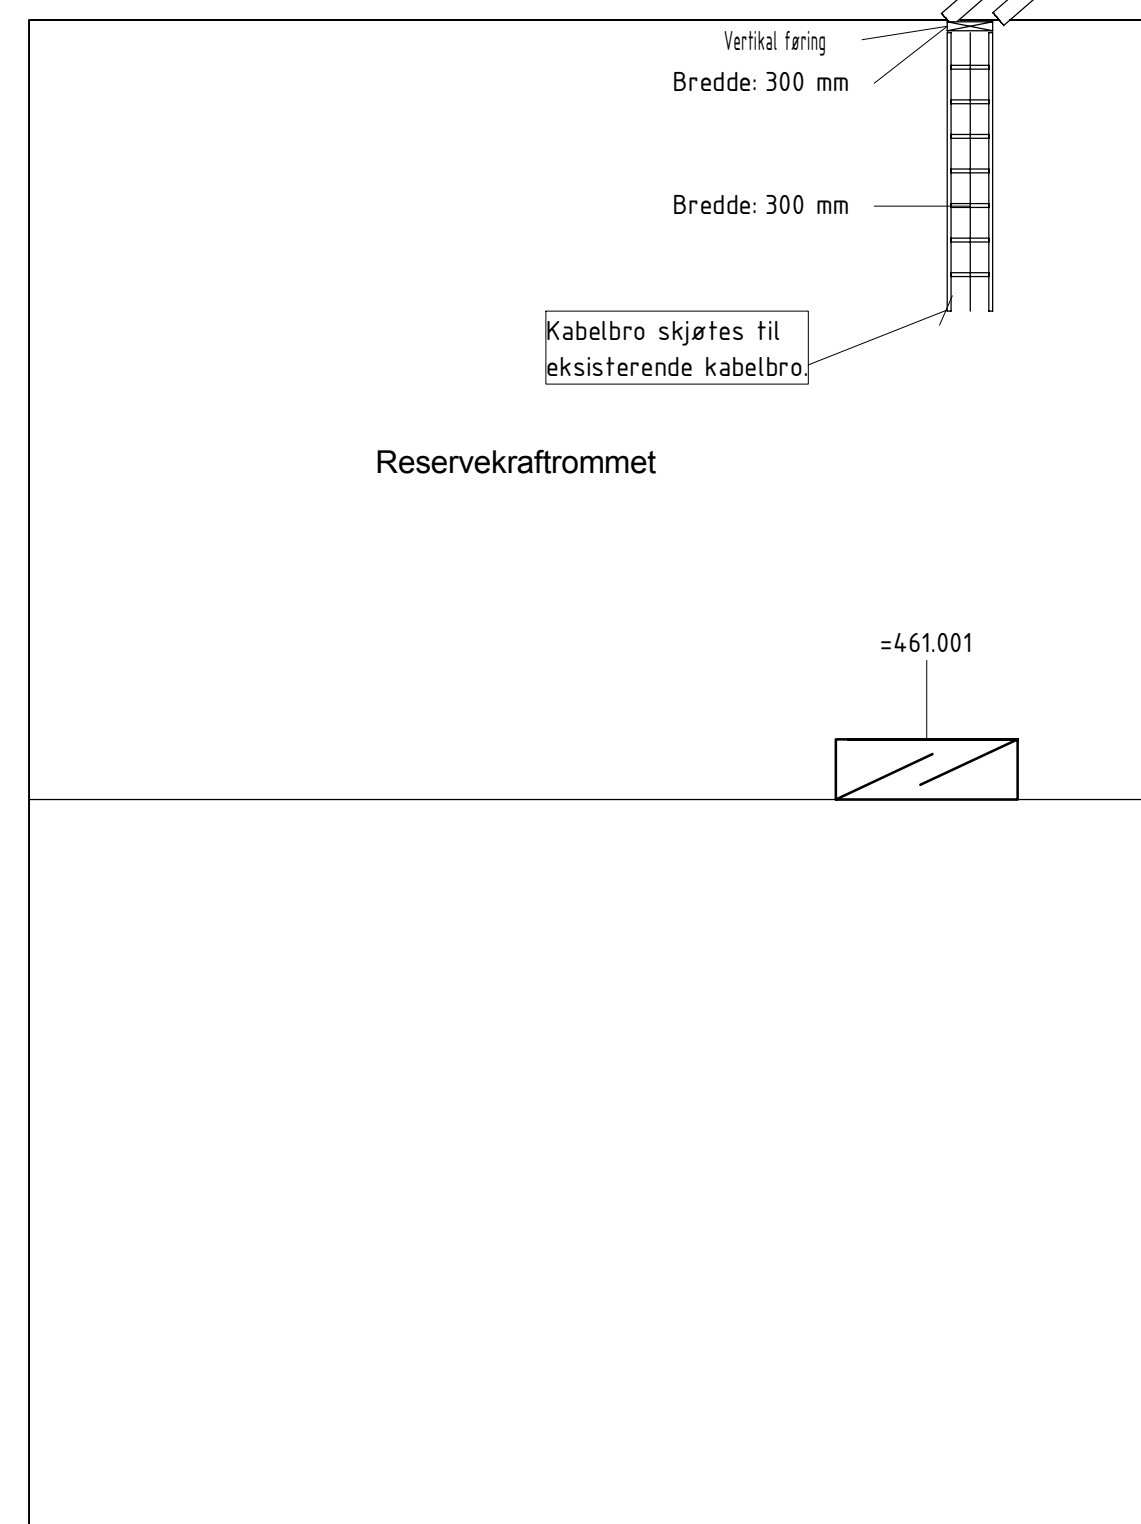 Vertikal føring
Bredde: 300 mm
Bredde: 300 mm
Kabelbro skjøtes til
eksisterende kabelbro.
Reservekraftrommet
=461.001